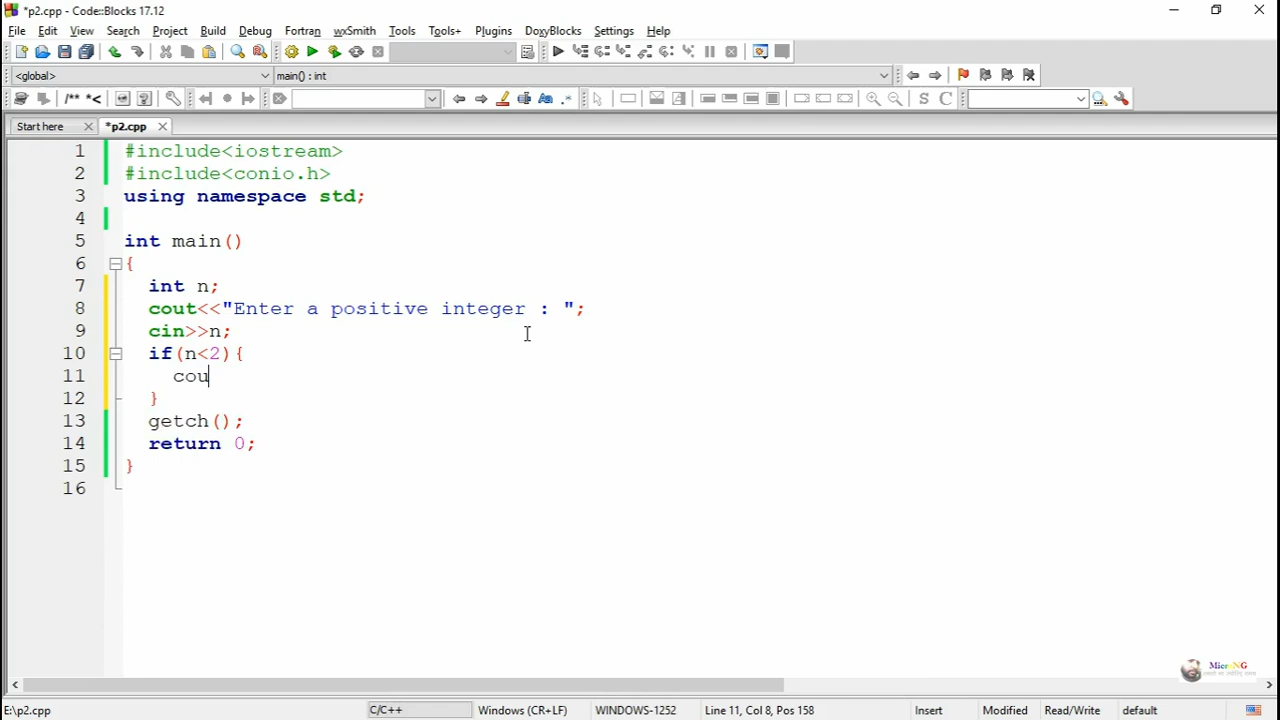 *p2.cpp - Code::Blocks 17.12
File Edit View Search Project Build Debug Fortran wxSmith Tools Tools+ Plugins DoxyBlocks Settings Help
<global> main() : int
/** *< S C
Start here *p2.cpp
1 #include<iostream>
2 #include<conio.h>
3 using namespace std;
4
5 int main()
6 {
7 int n;
8 cout<<"Enter a positive integer : ";
9 cin>>n;
10 if(n<2){
11 cou
12 }
13 getch();
14 return 0;
15 }
16
MicroNG
E:\p2.cpp C/C++ Windows (CR+LF) WINDOWS-1252 Line 11, Col 8, Pos 158 Insert Modified Read/Write default